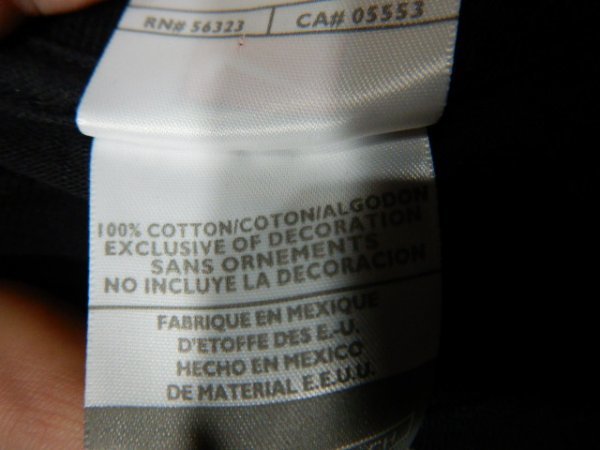 RN# 56323 CA# 05553
100% COTTON/COTON/ALGODON
EXCLUSIVE OF DECORATION
SANS ORNEMENTS
NO INCLUYE LA DECORACION
FABRIQUE EN MEXIQUE
D'ETOFFE DES E.-U.
HECHO EN MEXICO
DE MATERIAL E.E.U.U.